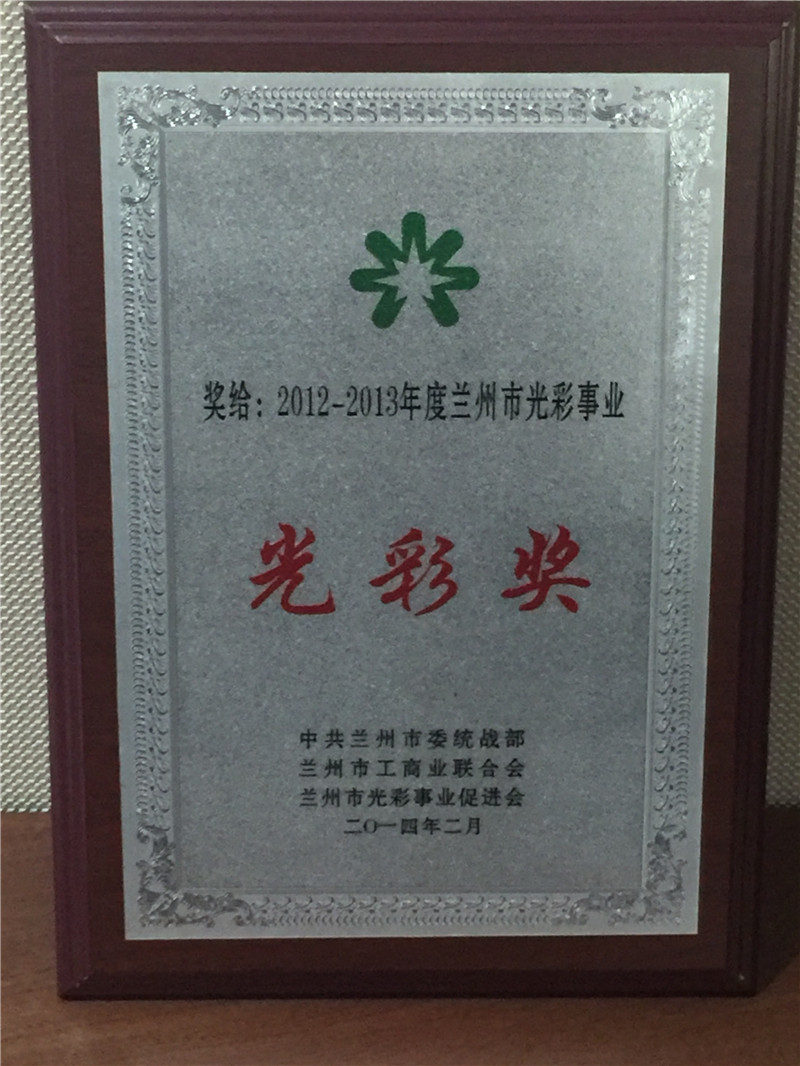 奖给：2012-2013年度兰州市光彩事业
光彩奖
中共兰州市委统战部
兰州市工商业联合会
兰州市光彩事业促进会
二〇一四年二月